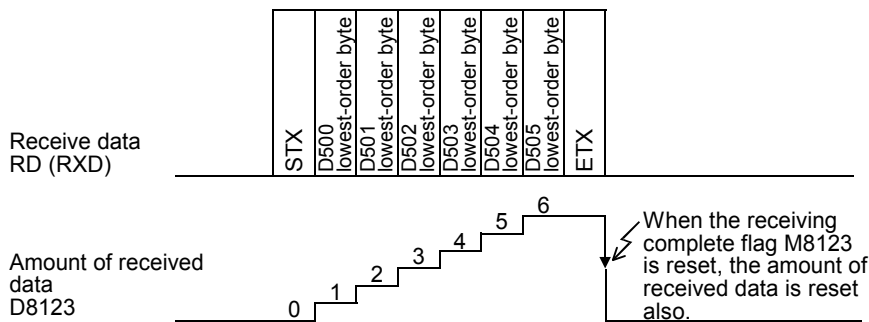 STX
D500
lowest-order byte
D501
lowest-order byte
D502
lowest-order byte
D503
lowest-order byte
D504
lowest-order byte
D505
lowest-order byte
ETX
Receive data
RD (RXD)
Amount of received
data
D8123
0
1
2
3
4
5
6
When the receiving
complete flag M8123
is reset, the amount of
received data is reset
also.